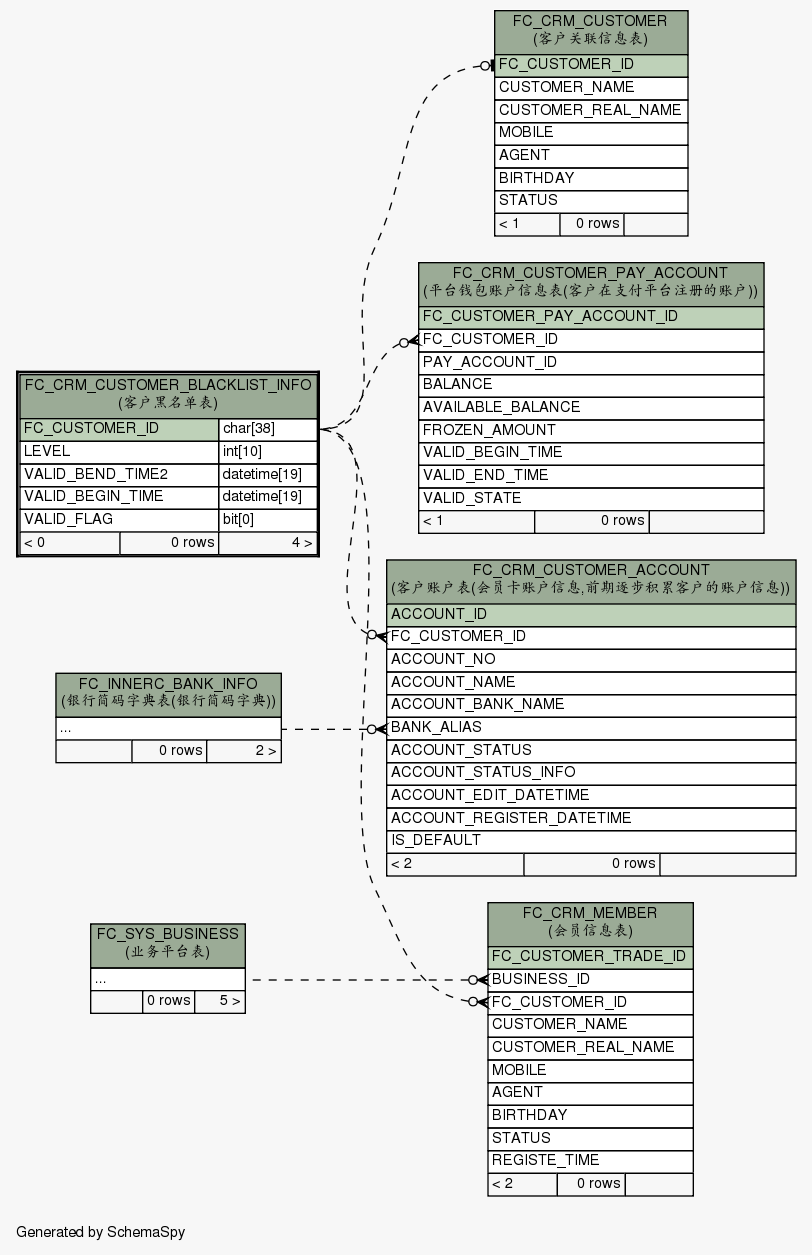 FC_CRM_CUSTOMER
(客户关联信息表)
FC_CUSTOMER_ID
CUSTOMER_NAME
CUSTOMER_REAL_NAME
MOBILE
AGENT
BIRTHDAY
STATUS
< 1 0 rows
FC_CRM_CUSTOMER_PAY_ACCOUNT
(平台钱包账户信息表(客户在支付平台注册的账户))
FC_CUSTOMER_PAY_ACCOUNT_ID
FC_CUSTOMER_ID
PAY_ACCOUNT_ID
BALANCE
AVAILABLE_BALANCE
FROZEN_AMOUNT
VALID_BEGIN_TIME
VALID_END_TIME
VALID_STATE
< 1 0 rows
FC_CRM_CUSTOMER_BLACKLIST_INFO
(客户黑名单表)
FC_CUSTOMER_ID char[38]
LEVEL int[10]
VALID_BEND_TIME2 datetime[19]
VALID_BEGIN_TIME datetime[19]
VALID_FLAG bit[0]
< 0 0 rows 4 >
FC_CRM_CUSTOMER_ACCOUNT
(客户账户表(会员卡账户信息,前期逐步积累客户的账户信息))
ACCOUNT_ID
FC_CUSTOMER_ID
ACCOUNT_NO
ACCOUNT_NAME
ACCOUNT_BANK_NAME
BANK_ALIAS
ACCOUNT_STATUS
ACCOUNT_STATUS_INFO
ACCOUNT_EDIT_DATETIME
ACCOUNT_REGISTER_DATETIME
IS_DEFAULT
< 2 0 rows
FC_INNERC_BANK_INFO
(银行简码字典表(银行简码字典))
...
0 rows 2 >
FC_SYS_BUSINESS
(业务平台表)
...
0 rows 5 >
FC_CRM_MEMBER
(会员信息表)
FC_CUSTOMER_TRADE_ID
BUSINESS_ID
FC_CUSTOMER_ID
CUSTOMER_NAME
CUSTOMER_REAL_NAME
MOBILE
AGENT
BIRTHDAY
STATUS
REGISTE_TIME
< 2 0 rows
Generated by SchemaSpy